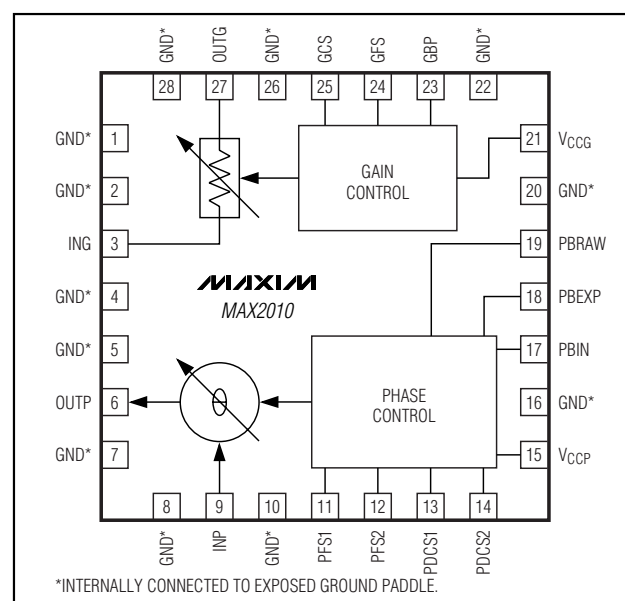 GND*
OUTG
GND*
GCS
GFS
GBP
GND*
28
27
26
25
24
23
22
GND*
1
GND*
2
ING
3
GND*
4
GND*
5
OUTP
6
GND*
7
21
VCCG
20
GND*
19
PBRAW
18
PBEXP
17
PBIN
16
GND*
15
VCCP
GAIN
CONTROL
MAXIM
MAX2010
PHASE
CONTROL
θ
8
9
10
11
12
13
14
GND*
INP
GND*
PFS1
PFS2
PDCS1
PDCS2
*INTERNALLY CONNECTED TO EXPOSED GROUND PADDLE.